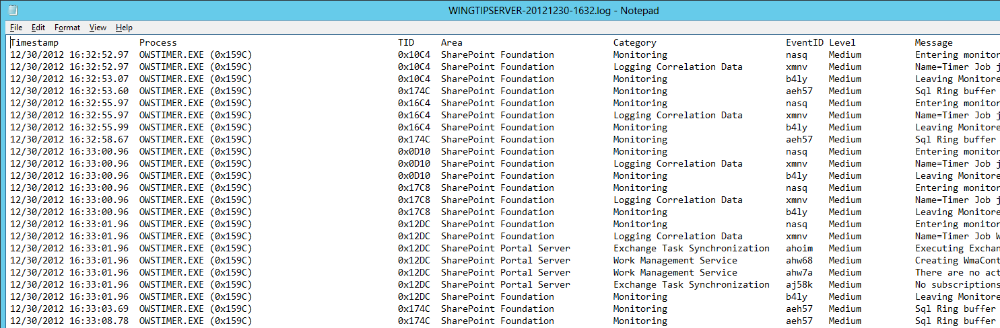 WINGTIPSERVER-20121230-1632.log - Notepad
File Edit Format View Help
Timestamp Process TID Area Category EventID Level Message
12/30/2012 16:32:52.97 OWSTIMER.EXE (0x159C) 0x10C4 SharePoint Foundation Monitoring nasq Medium Entering monitor
12/30/2012 16:32:52.97 OWSTIMER.EXE (0x159C) 0x10C4 SharePoint Foundation Logging Correlation Data xmnv Medium Name=Timer Job j
12/30/2012 16:32:53.07 OWSTIMER.EXE (0x159C) 0x10C4 SharePoint Foundation Monitoring b4ly Medium Leaving Monitore
12/30/2012 16:32:53.60 OWSTIMER.EXE (0x159C) 0x174C SharePoint Foundation Monitoring aeh57 Medium Sql Ring buffer
12/30/2012 16:32:55.97 OWSTIMER.EXE (0x159C) 0x16C4 SharePoint Foundation Monitoring nasq Medium Entering monitor
12/30/2012 16:32:55.97 OWSTIMER.EXE (0x159C) 0x16C4 SharePoint Foundation Logging Correlation Data xmnv Medium Name=Timer Job j
12/30/2012 16:32:55.99 OWSTIMER.EXE (0x159C) 0x16C4 SharePoint Foundation Monitoring b4ly Medium Leaving Monitore
12/30/2012 16:32:58.67 OWSTIMER.EXE (0x159C) 0x174C SharePoint Foundation Monitoring aeh57 Medium Sql Ring buffer
12/30/2012 16:33:00.96 OWSTIMER.EXE (0x159C) 0x0D10 SharePoint Foundation Monitoring nasq Medium Entering monitor
12/30/2012 16:33:00.96 OWSTIMER.EXE (0x159C) 0x0D10 SharePoint Foundation Logging Correlation Data xmnv Medium Name=Timer Job j
12/30/2012 16:33:00.96 OWSTIMER.EXE (0x159C) 0x0D10 SharePoint Foundation Monitoring b4ly Medium Leaving Monitore
12/30/2012 16:33:00.96 OWSTIMER.EXE (0x159C) 0x17C8 SharePoint Foundation Monitoring nasq Medium Entering monitor
12/30/2012 16:33:00.96 OWSTIMER.EXE (0x159C) 0x17C8 SharePoint Foundation Logging Correlation Data xmnv Medium Name=Timer Job j
12/30/2012 16:33:00.96 OWSTIMER.EXE (0x159C) 0x17C8 SharePoint Foundation Monitoring b4ly Medium Leaving Monitore
12/30/2012 16:33:01.96 OWSTIMER.EXE (0x159C) 0x12DC SharePoint Foundation Monitoring nasq Medium Entering monitor
12/30/2012 16:33:01.96 OWSTIMER.EXE (0x159C) 0x12DC SharePoint Foundation Logging Correlation Data xmnv Medium Name=Timer Job W
12/30/2012 16:33:01.96 OWSTIMER.EXE (0x159C) 0x12DC SharePoint Portal Server Exchange Task Synchronization ahoim Medium Executing Exchan
12/30/2012 16:33:01.96 OWSTIMER.EXE (0x159C) 0x12DC SharePoint Portal Server Work Management Service ahw68 Medium Creating WmaCont
12/30/2012 16:33:01.96 OWSTIMER.EXE (0x159C) 0x12DC SharePoint Portal Server Work Management Service ahw7a Medium There are no act
12/30/2012 16:33:01.96 OWSTIMER.EXE (0x159C) 0x12DC SharePoint Portal Server Exchange Task Synchronization aj58k Medium No subscriptions
12/30/2012 16:33:01.96 OWSTIMER.EXE (0x159C) 0x12DC SharePoint Foundation Monitoring b4ly Medium Leaving Monitore
12/30/2012 16:33:03.69 OWSTIMER.EXE (0x159C) 0x174C SharePoint Foundation Monitoring aeh57 Medium Sql Ring buffer
12/30/2012 16:33:08.78 OWSTIMER.EXE (0x159C) 0x174C SharePoint Foundation Monitoring aeh57 Medium Sql Ring buffer